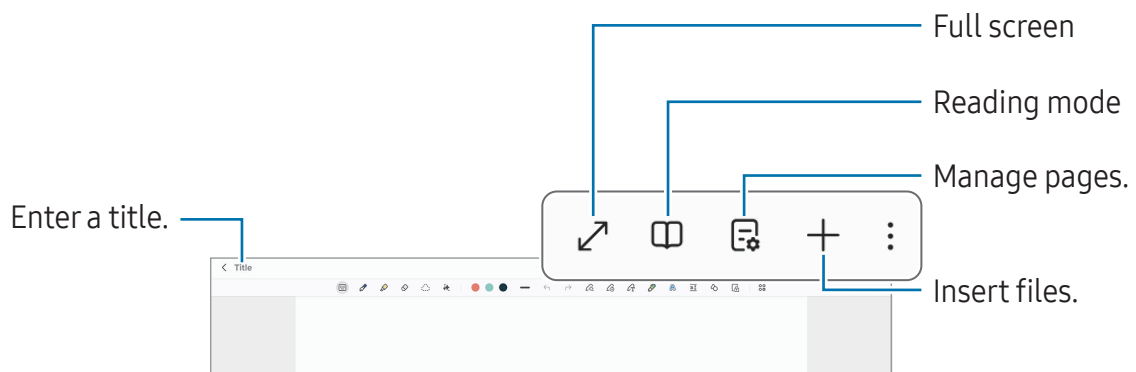 Full screen
Reading mode
Manage pages.
Enter a title.
Title
Insert files.